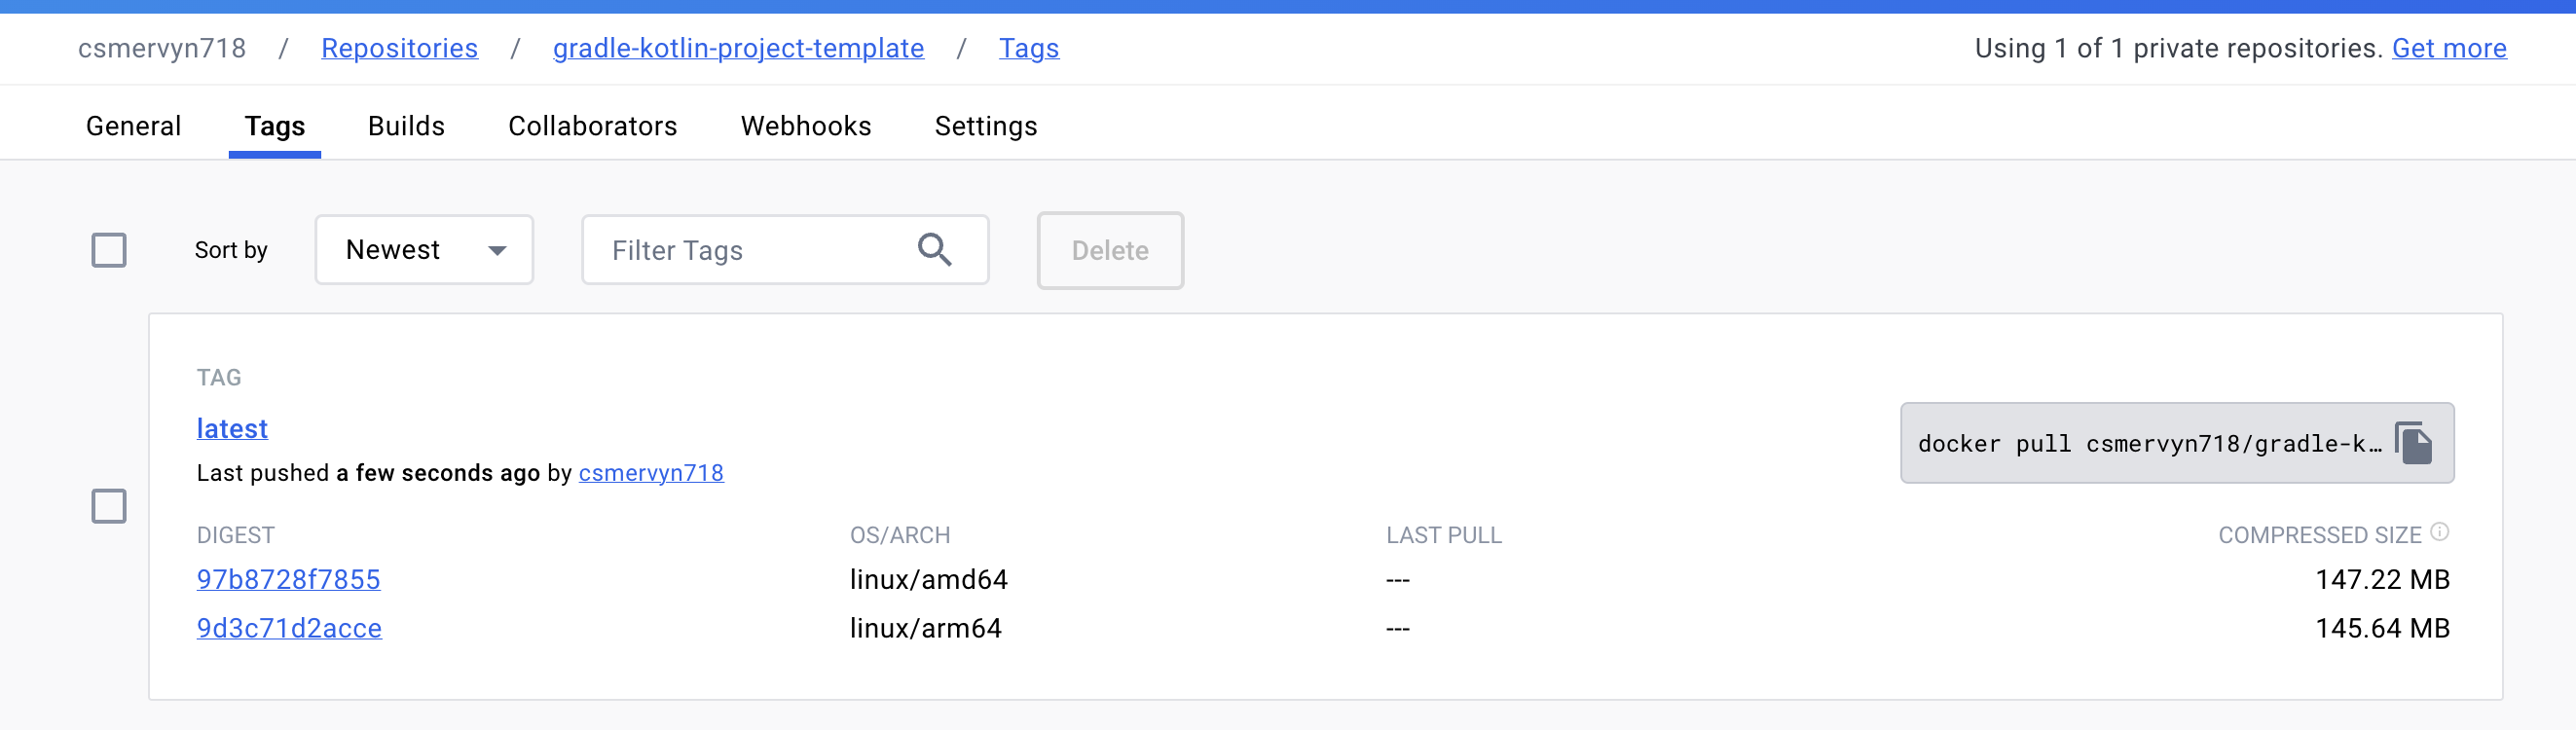 csmervyn718 / Repositories / gradle-kotlin-project-template / Tags
Using 1 of 1 private repositories. Get more
General Tags Builds Collaborators Webhooks Settings
Sort by Newest Filter Tags Delete
TAG
latest
docker pull csmervyn718/gradle-k…
Last pushed a few seconds ago by csmervyn718
DIGEST OS/ARCH LAST PULL COMPRESSED SIZE
97b8728f7855 linux/amd64 --- 147.22 MB
9d3c71d2acce linux/arm64 --- 145.64 MB